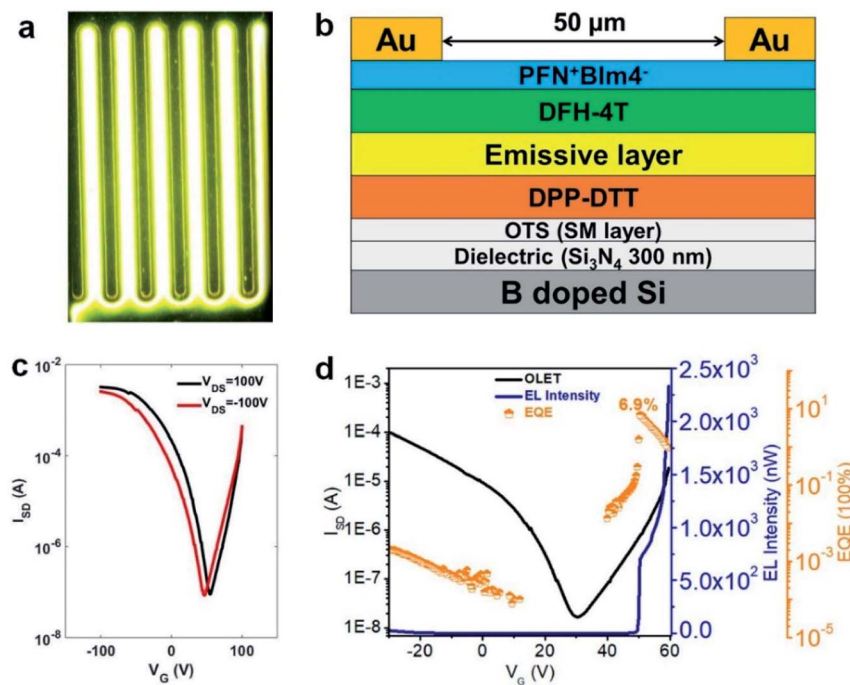 a
b
50 μm
Au
Au
PFN⁺BIm4⁻
DFH-4T
Emissive layer
DPP-DTT
OTS (SM layer)
Dielectric (Si₃N₄ 300 nm)
B doped Si
c
10⁻²
10⁻⁴
10⁻⁶
10⁻⁸
I_SD (A)
V_DS=100V
V_DS=-100V
-100
0
100
V_G (V)
d
1E-3
1E-4
1E-5
1E-6
1E-7
1E-8
I_SD (A)
OLET
EL Intensity
EQE
6.9%
-20
0
20
40
60
V_G (V)
2.5x10³
2.0x10³
1.5x10³
1.0x10³
5.0x10²
0.0
EL Intensity (nW)
10¹
10⁻¹
10⁻³
10⁻⁵
EQE (100%)